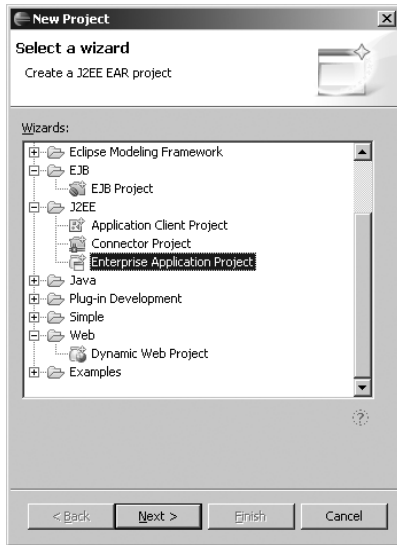 New Project
Select a wizard
Create a J2EE EAR project
Wizards:
Eclipse Modeling Framework
EJB
EJB Project
J2EE
Application Client Project
Connector Project
Enterprise Application Project
Java
Plug-in Development
Simple
Web
Dynamic Web Project
Examples
< Back Next > Finish Cancel